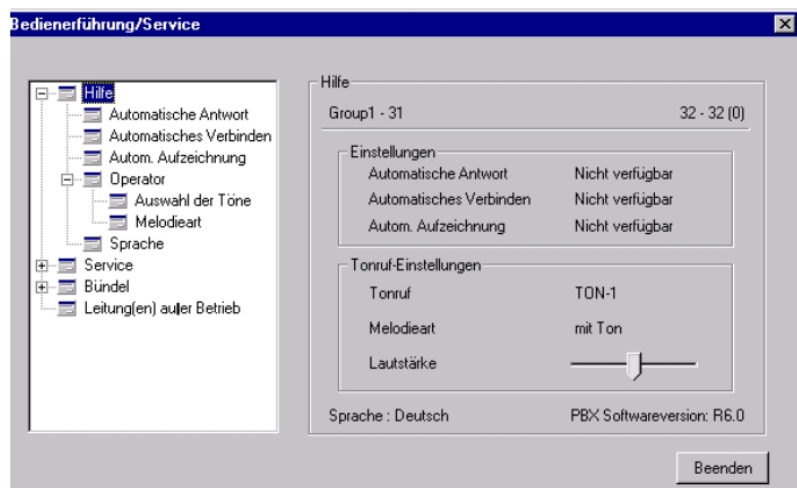 Bedienerführung/Service
Hilfe
Automatische Antwort
Automatisches Verbinden
Autom. Aufzeichnung
Operator
Auswahl der Töne
Melodieart
Sprache
Service
Bündel
Leitung(en) auler Betrieb
Hilfe
Group1 - 31 32 - 32 (0)
Einstellungen
Automatische Antwort Nicht verfügbar
Automatisches Verbinden Nicht verfügbar
Autom. Aufzeichnung Nicht verfügbar
Tonruf-Einstellungen
Tonruf TON-1
Melodieart mit Ton
Lautstärke
Sprache : Deutsch PBX Softwareversion: R6.0
Beenden